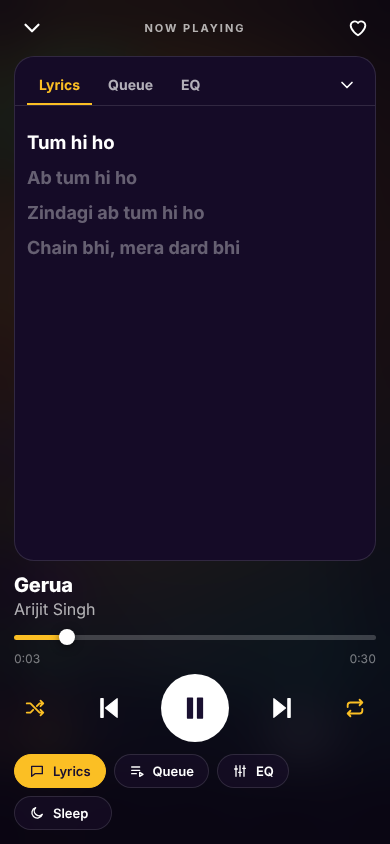 NOW PLAYING
Lyrics Queue EQ
Tum hi ho
Ab tum hi ho
Zindagi ab tum hi ho
Chain bhi, mera dard bhi
Gerua
Arijit Singh
0:03 0:30
Lyrics Queue EQ
Sleep